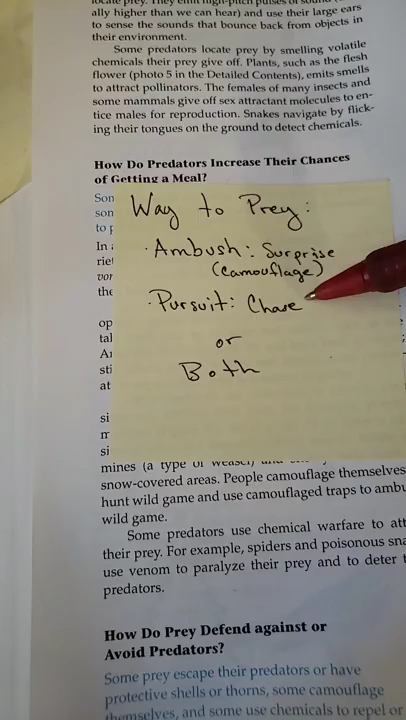 locate prey. They emit high-pitch pulses of sound
ally higher than we can hear) and use their large ears
to sense the sounds that bounce back from objects in
their environment.
Some predators locate prey by smelling volatile
chemicals their prey give off. Plants, such as the flesh
flower (photo 5 in the Detailed Contents), emits smells
to attract pollinators. The females of many insects and
some mammals give off sex attractant molecules to en-
tice males for reproduction. Snakes navigate by flick-
ing their tongues on the ground to detect chemicals.
How Do Predators Increase Their Chances
of Getting a Meal?
Way to Prey:
· Ambush: Surprise
(camouflage)
· Pursuit: Chase
or
Both
mines (a type of weasel)
snow-covered areas. People camouflage themselves
hunt wild game and use camouflaged traps to
wild game.
Some predators use chemical warfare to
their prey. For example, spiders and poisonous
use venom to paralyze their prey and to deter
predators.
How Do Prey Defend against or
Avoid Predators?
Some prey escape their predators or have
protective shells or thorns, some camouflage
themselves, and some use chemicals to repel or